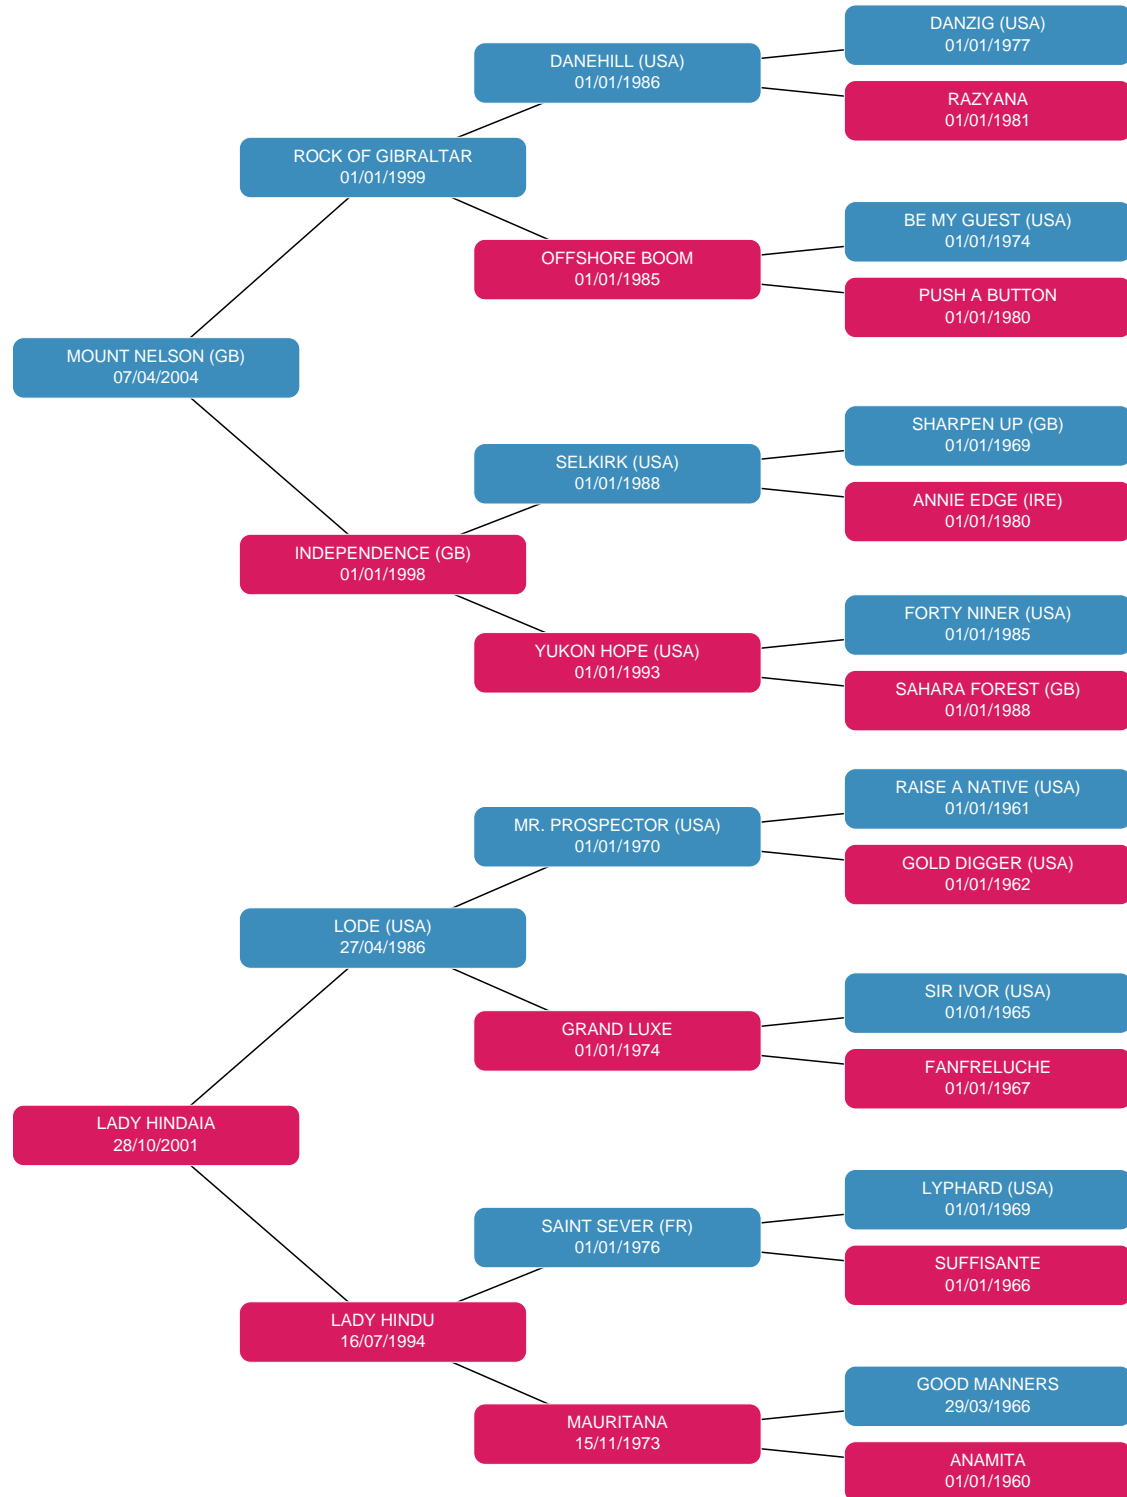 DANZIG (USA)
01/01/1977
DANEHILL (USA)
01/01/1986
RAZYANA
01/01/1981
ROCK OF GIBRALTAR
01/01/1999
BE MY GUEST (USA)
01/01/1974
OFFSHORE BOOM
01/01/1985
PUSH A BUTTON
01/01/1980
MOUNT NELSON (GB)
07/04/2004
SHARPEN UP (GB)
01/01/1969
SELKIRK (USA)
01/01/1988
ANNIE EDGE (IRE)
01/01/1980
INDEPENDENCE (GB)
01/01/1998
FORTY NINER (USA)
01/01/1985
YUKON HOPE (USA)
01/01/1993
SAHARA FOREST (GB)
01/01/1988
RAISE A NATIVE (USA)
01/01/1961
MR. PROSPECTOR (USA)
01/01/1970
GOLD DIGGER (USA)
01/01/1962
LODE (USA)
27/04/1986
SIR IVOR (USA)
01/01/1965
GRAND LUXE
01/01/1974
FANFRELUCHE
01/01/1967
LADY HINDAIA
28/10/2001
LYPHARD (USA)
01/01/1969
SAINT SEVER (FR)
01/01/1976
SUFFISANTE
01/01/1966
LADY HINDU
16/07/1994
GOOD MANNERS
29/03/1966
MAURITANA
15/11/1973
ANAMITA
01/01/1960